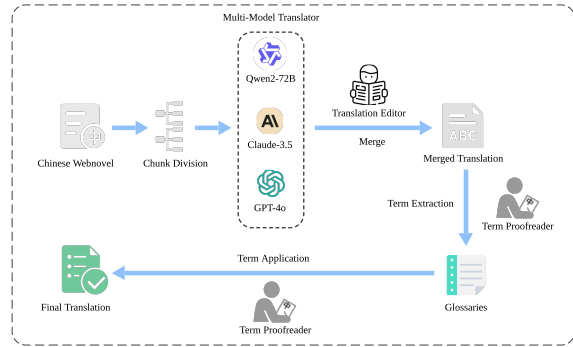 Multi-Model Translator
Qwen2-72B
Translation Editor
Claude-3.5
Merge
Chinese Webnovel
Chunk Division
ABC
Merged Translation
GPT-4o
Term Extraction
Term Proofreader
Term Application
Final Translation
Glossaries
Term Proofreader